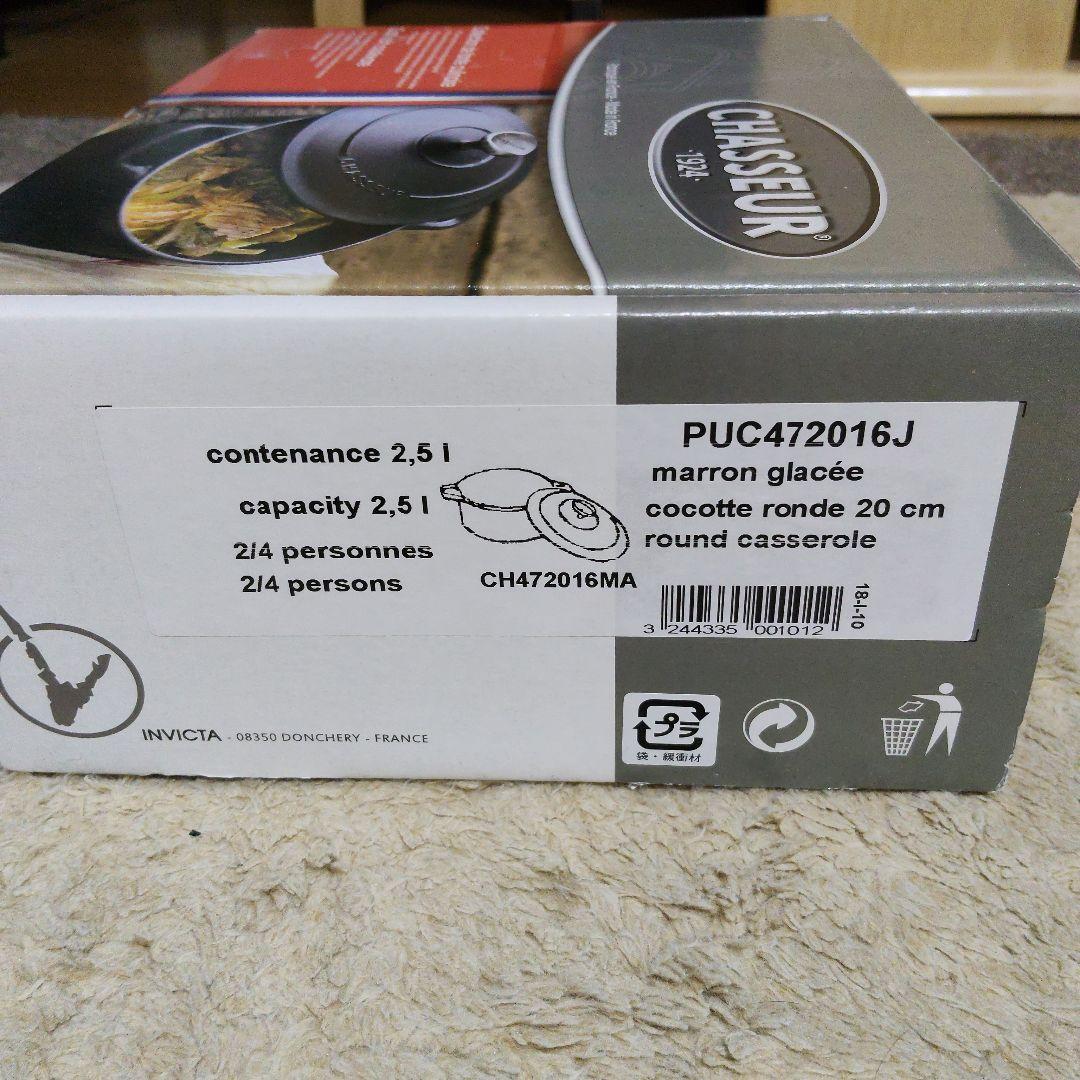 CHASSEUR®
·1924·
CHASSEUR
contenance 2,5 l
capacity 2,5 l
2/4 personnes
2/4 persons
CH472016MA
PUC472016J
marron glacée
cocotte ronde 20 cm
round casserole
18-I-10
3 244335 001012
INVICTA - 08350 DONCHERY - FRANCE
プラ
袋・緩衝材